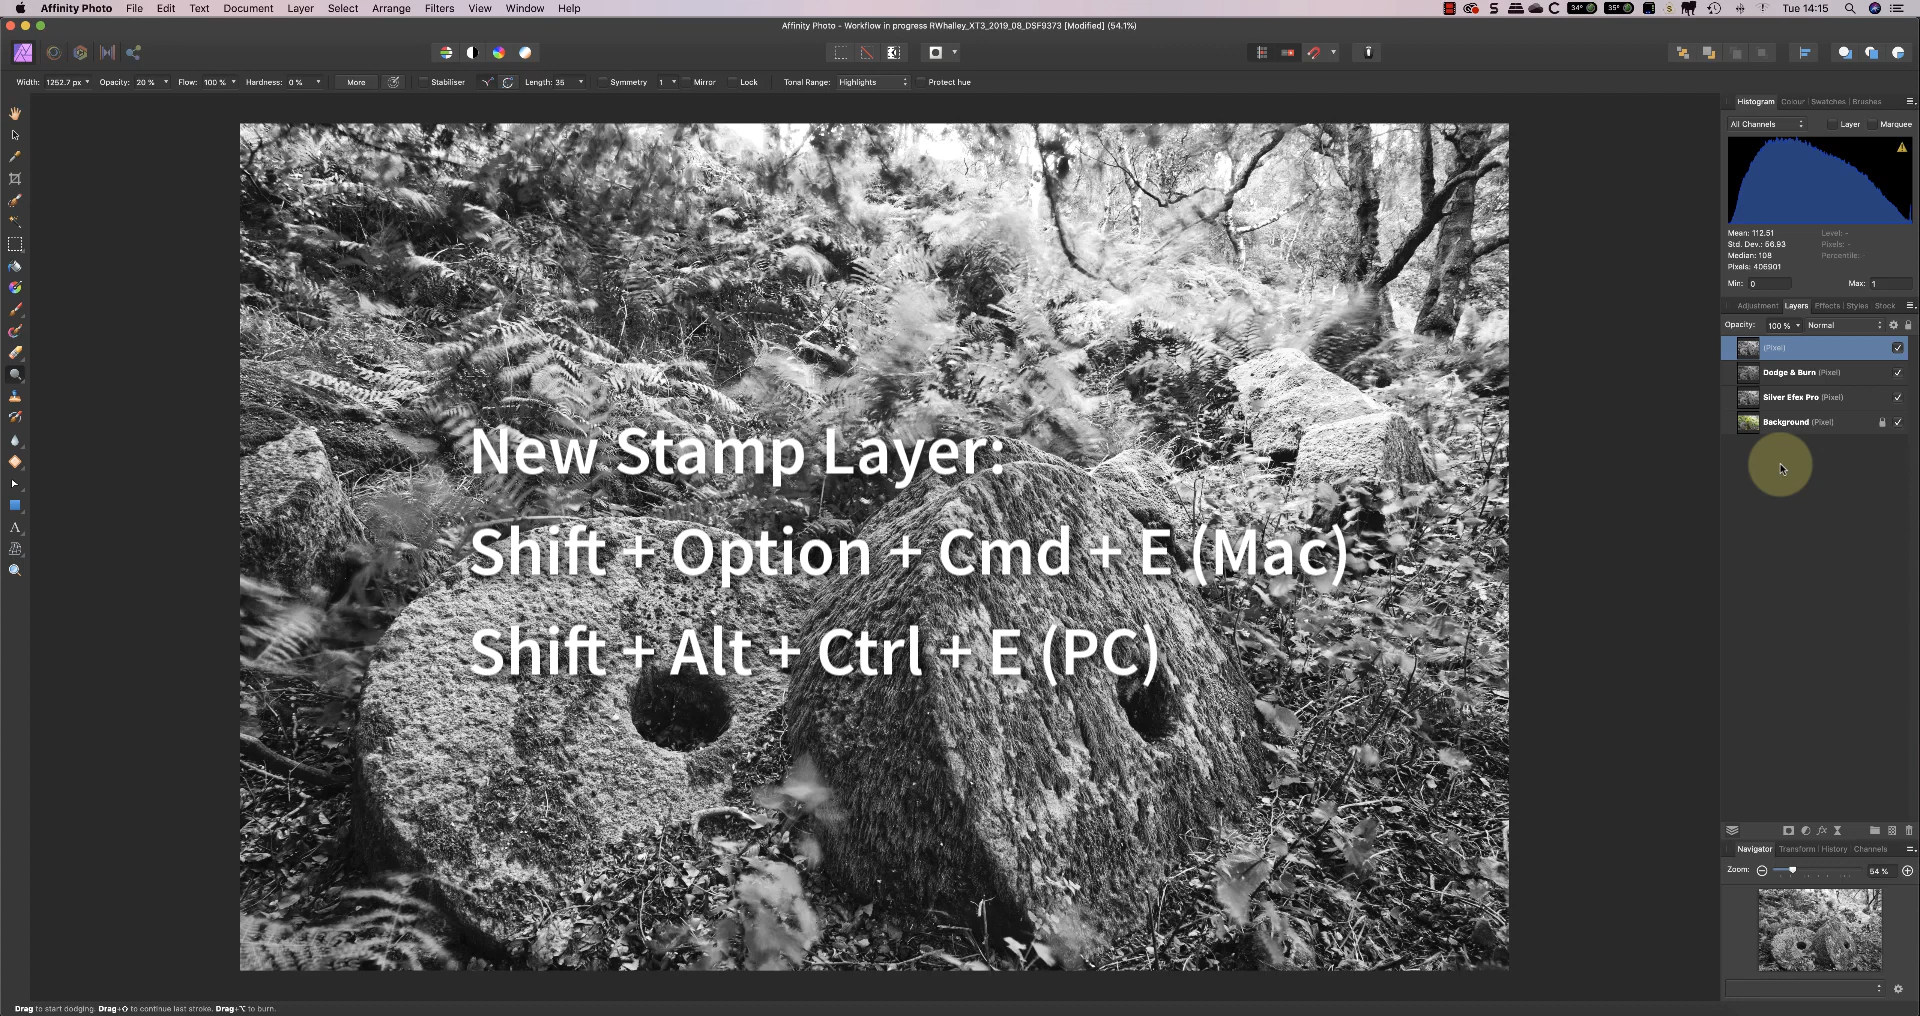 Affinity Photo File Edit Text Document Layer Select Arrange Filters View Window Help
34° 35° Tue 14:15
Affinity Photo - Workflow in progress RWhalley_XT3_2019_08_DSF9373 [Modified] (54.1%)
Width: 1252.7 px Opacity: 20 % Flow: 100 % Hardness: 0 % More Stabiliser Length: 35 Symmetry 1 Mirror Lock Tonal Range: Highlights Protect hue
Histogram Colour Swatches Brushes
All Channels Layer Marquee
Mean: 112.51 Level: -
Std. Dev.: 56.93 Pixels: -
Median: 108 Percentile: -
Pixels: 406901
Min: 0 Max: 1
Adjustment Layers Effects Styles Stock
Opacity: 100 % Normal
(Pixel)
Dodge & Burn (Pixel)
Silver Efex Pro (Pixel)
Background (Pixel)
New Stamp Layer:
Shift + Option + Cmd + E (Mac)
Shift + Alt + Ctrl + E (PC)
Navigator Transform History Channels
Zoom: 54 %
Drag to start dodging. Drag+⇧ to continue last stroke. Drag+⌥ to burn.